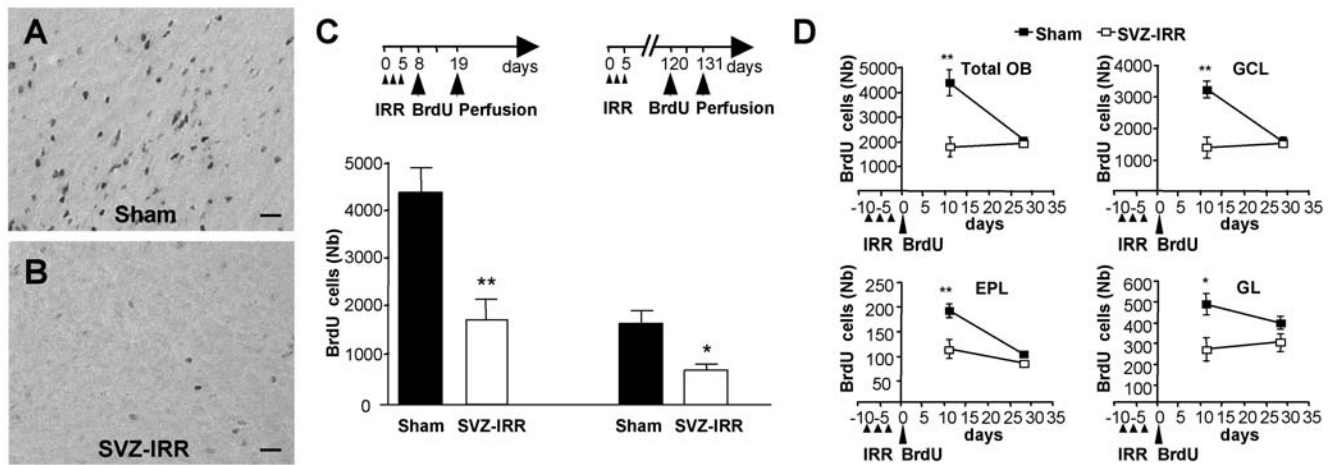 A
Sham
B
SVZ-IRR
C
0 5 8 19 days
IRR BrdU Perfusion
0 5 120 131 days
IRR BrdU Perfusion
BrdU cells (Nb)
5000
4000
3000
2000
1000
0
**
*
Sham SVZ-IRR Sham SVZ-IRR
D
Sham SVZ-IRR
Total OB
**
BrdU cells (Nb)
5000
4000
3000
2000
1000
-10 -5 0 5 10 15 20 25 30 35
days
IRR BrdU
GCL
**
BrdU cells (Nb)
4000
3000
2000
1000
-10 -5 0 5 10 15 20 25 30 35
days
IRR BrdU
EPL
**
BrdU cells (Nb)
250
200
150
100
50
-10 -5 0 5 10 15 20 25 30 35
days
IRR BrdU
GL
*
BrdU cells (Nb)
600
500
400
300
200
100
-10 -5 0 5 10 15 20 25 30 35
days
IRR BrdU